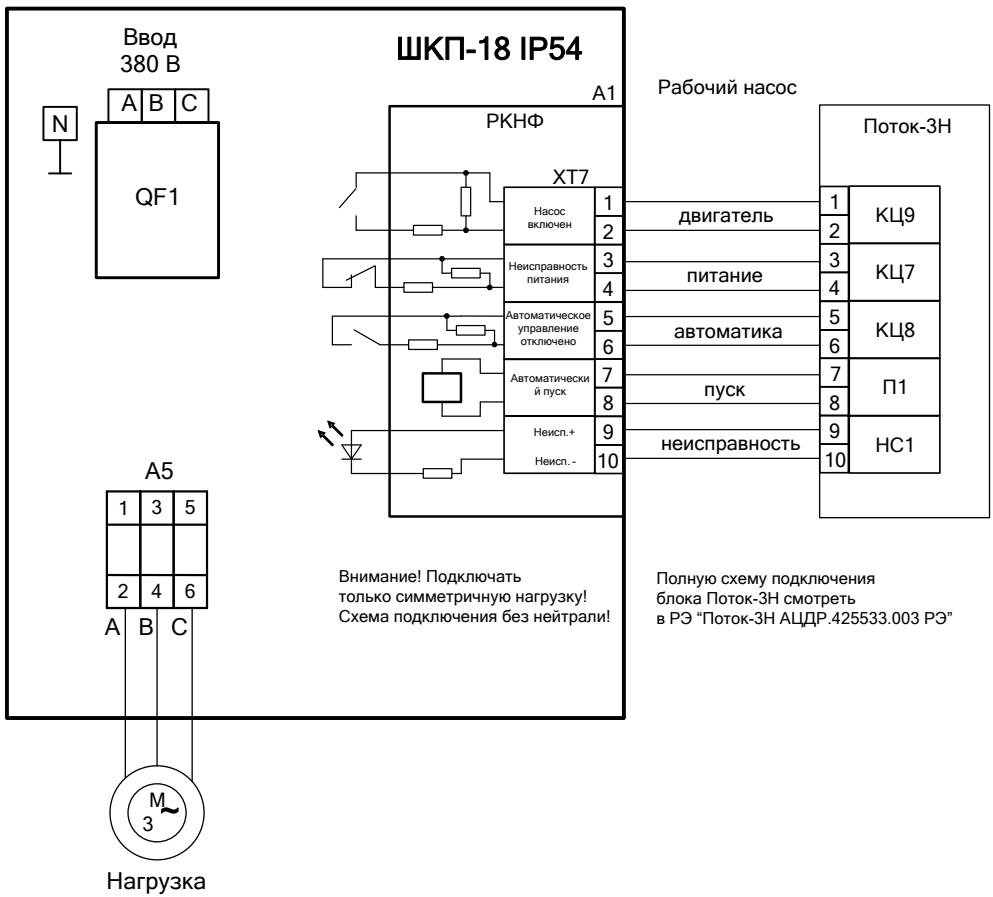 Ввод
380 В
A B C
N
QF1
ШКП-18 IP54
A1
РКНФ
XT7
Насос
включен
1
2
Неисправность
питания
3
4
Автоматическое
управление
отключено
5
6
Автоматически
й пуск
7
8
Неисп.+
9
Неисп. -
10
Рабочий насос
двигатель
питание
автоматика
пуск
неисправность
Поток-3Н
1
2
КЦ9
3
4
КЦ7
5
6
КЦ8
7
8
П1
9
10
НС1
A5
1 3 5
2 4 6
A B C
M
3 ~
Нагрузка
Внимание! Подключать
только симметричную нагрузку!
Схема подключения без нейтрали!
Полную схему подключения
блока Поток-3Н смотреть
в РЭ “Поток-3Н АЦДР.425533.003 РЭ”